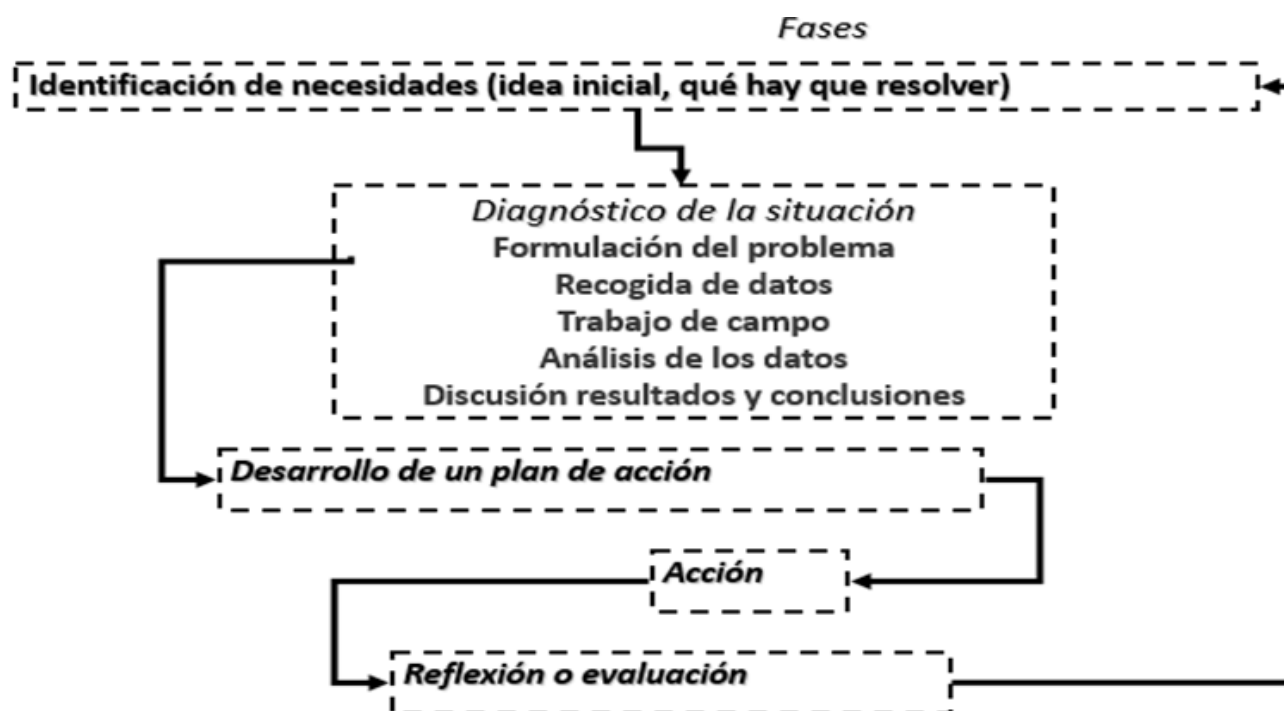 Fases
Identificación de necesidades (idea inicial, qué hay que resolver)
Diagnóstico de la situación
Formulación del problema
Recogida de datos
Trabajo de campo
Análisis de los datos
Discusión resultados y conclusiones
Desarrollo de un plan de acción
Acción
Reflexión o evaluación